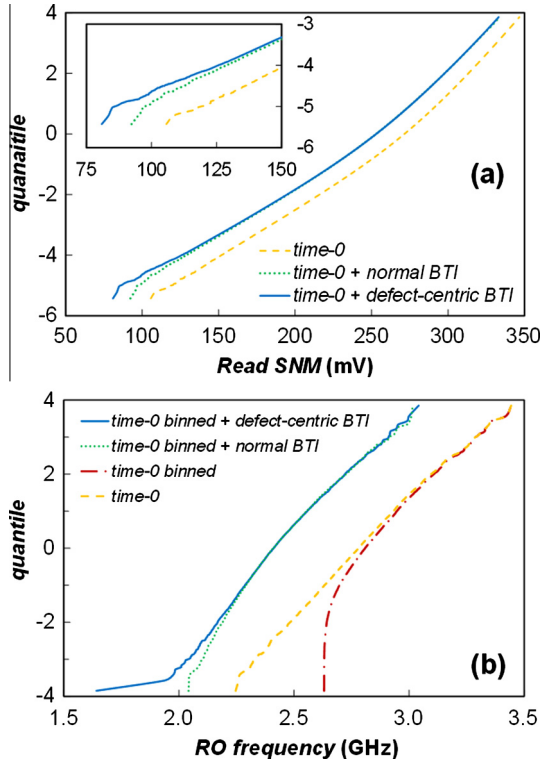 4
2
0
-2
-4
-6
quanaitile
-3
-4
-5
-6
75 100 125 150
(a)
time-0
time-0 + normal BTI
time-0 + defect-centric BTI
50 100 150 200 250 300 350
Read SNM (mV)
4
2
0
-2
-4
quantile
time-0 binned + defect-centric BTI
time-0 binned + normal BTI
time-0 binned
time-0
(b)
1.5 2.0 2.5 3.0 3.5
RO frequency (GHz)